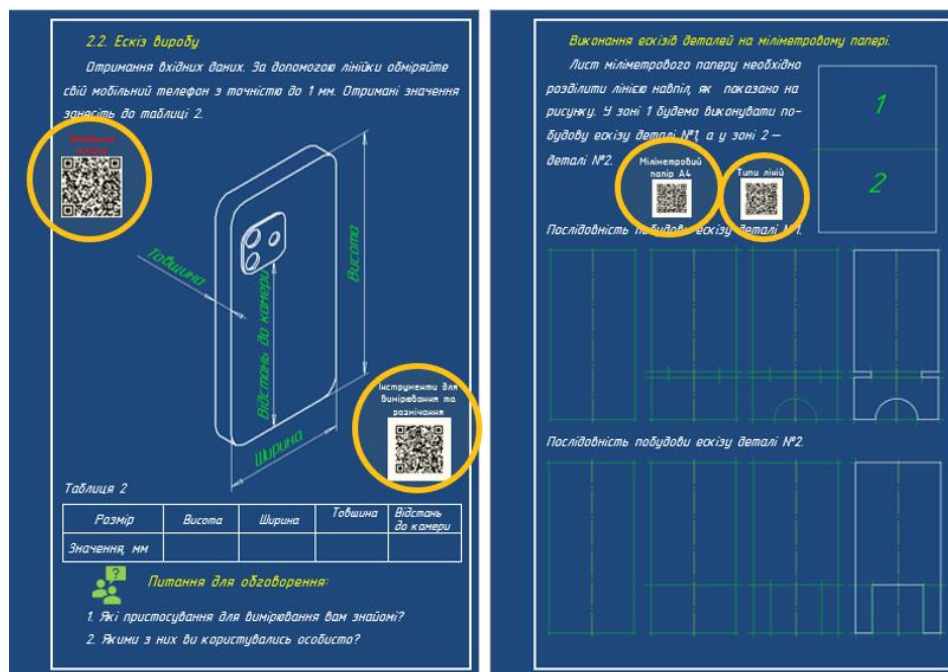 2.2. Ескіз виробу
Отримання вхідних даних. За допомогою лінійки обміряйте
свій мобільний телефон з точністю до 1 мм. Отримані значення
занесіть до таблиці 2.
Товщина
Відстань до камери
Висота
Ширина
Інструменти для
вимірювання та
розмічання
Таблиця 2
Розмір Висота Ширина Товщина Відстань
до камери
Значення, мм
?
Питання для обговорення:
1. Які пристосування для вимірювання вам знайомі?
2. Якими з них ви користувались особисто?
Виконання ескізів деталей на міліметровому папері.
Лист міліметрового паперу необхідно
розділити лінією навпіл, як показано на
рисунку. У зоні 1 будемо виконувати по-
будову ескізу деталі №1, а у зоні 2 –
деталі №2.
Міліметровий
папір А4
Типи ліній
1
2
Послідовність побудови ескізу деталі №1.
Послідовність побудови ескізу деталі №2.